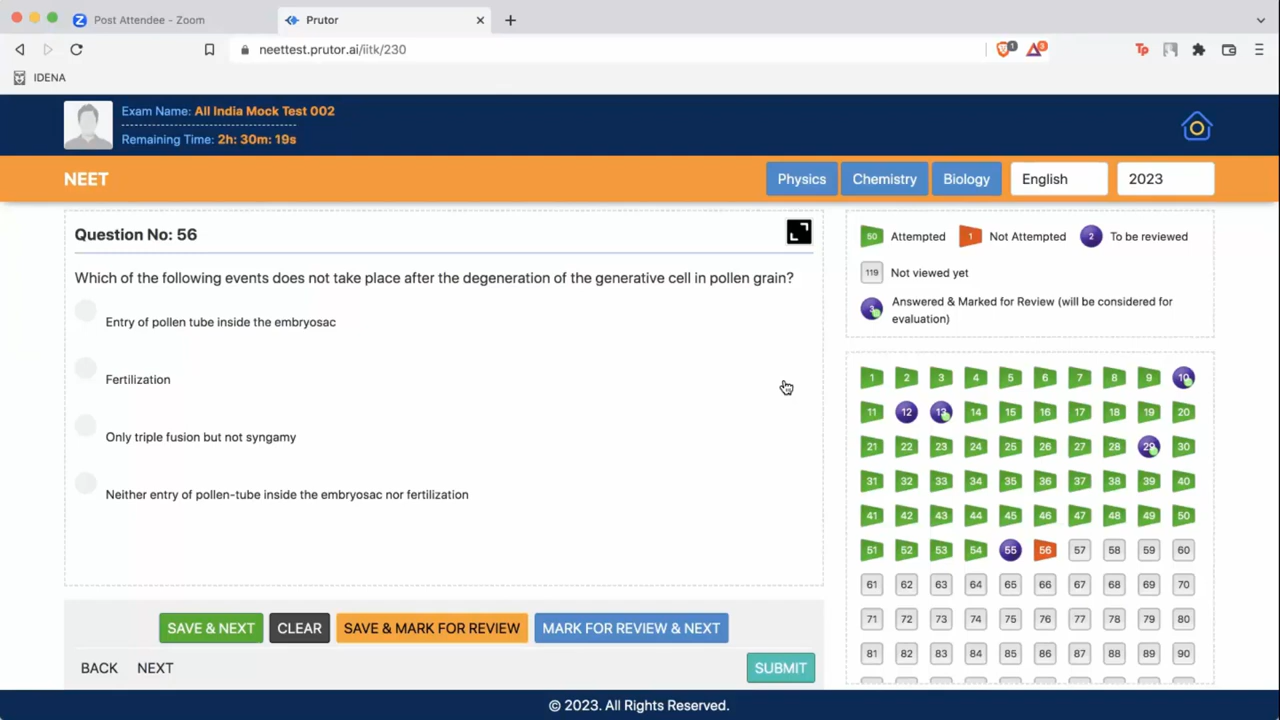 Post Attendee - Zoom
Prutor
neettest.prutor.ai/iitk/230
1
3
Tp
IDENA
Exam Name: All India Mock Test 002
Remaining Time: 2h: 30m: 19s
NEET
Physics
Chemistry
Biology
English
2023
Question No: 56
Which of the following events does not take place after the degeneration of the generative cell in pollen grain?
Entry of pollen tube inside the embryosac
Fertilization
Only triple fusion but not syngamy
Neither entry of pollen-tube inside the embryosac nor fertilization
SAVE & NEXT
CLEAR
SAVE & MARK FOR REVIEW
MARK FOR REVIEW & NEXT
BACK
NEXT
SUBMIT
50 Attempted
1 Not Attempted
2 To be reviewed
119 Not viewed yet
3 Answered & Marked for Review (will be considered for
evaluation)
1 2 3 4 5 6 7 8 9 10
11 12 13 14 15 16 17 18 19 20
21 22 23 24 25 26 27 28 29 30
31 32 33 34 35 36 37 38 39 40
41 42 43 44 45 46 47 48 49 50
51 52 53 54 55 56 57 58 59 60
61 62 63 64 65 66 67 68 69 70
71 72 73 74 75 76 77 78 79 80
81 82 83 84 85 86 87 88 89 90
© 2023. All Rights Reserved.